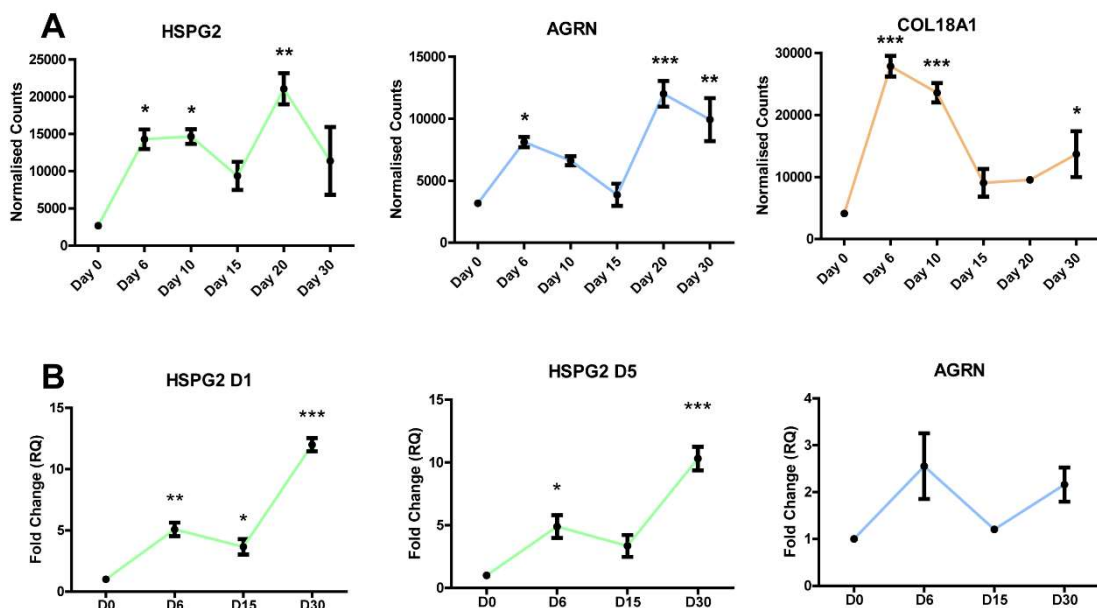 A
HSPG2
Normalised Counts
25000
20000
15000
10000
5000
0
* * **
Day 0 Day 6 Day 10 Day 15 Day 20 Day 30
AGRN
Normalised Counts
15000
10000
5000
0
* *** **
Day 0 Day 6 Day 10 Day 15 Day 20 Day 30
COL18A1
Normalised Counts
30000
20000
10000
0
*** *** *
Day 0 Day 6 Day 10 Day 15 Day 20 Day 30
B
HSPG2 D1
Fold Change (RQ)
15
10
5
0
** * ***
D0 D6 D15 D30
HSPG2 D5
Fold Change (RQ)
15
10
5
0
* ***
D0 D6 D15 D30
AGRN
Fold Change (RQ)
4
3
2
1
0
D0 D6 D15 D30